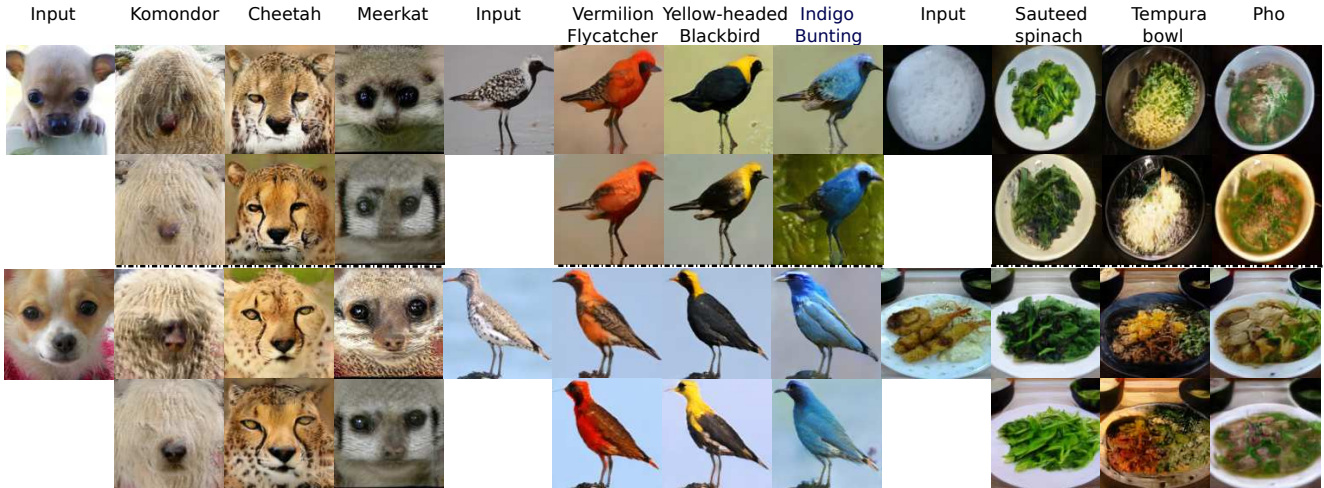 Input Komondor Cheetah Meerkat Input Vermilion Yellow-headed Indigo Input Sauteed Tempura Pho
Flycatcher Blackbird Bunting spinach bowl